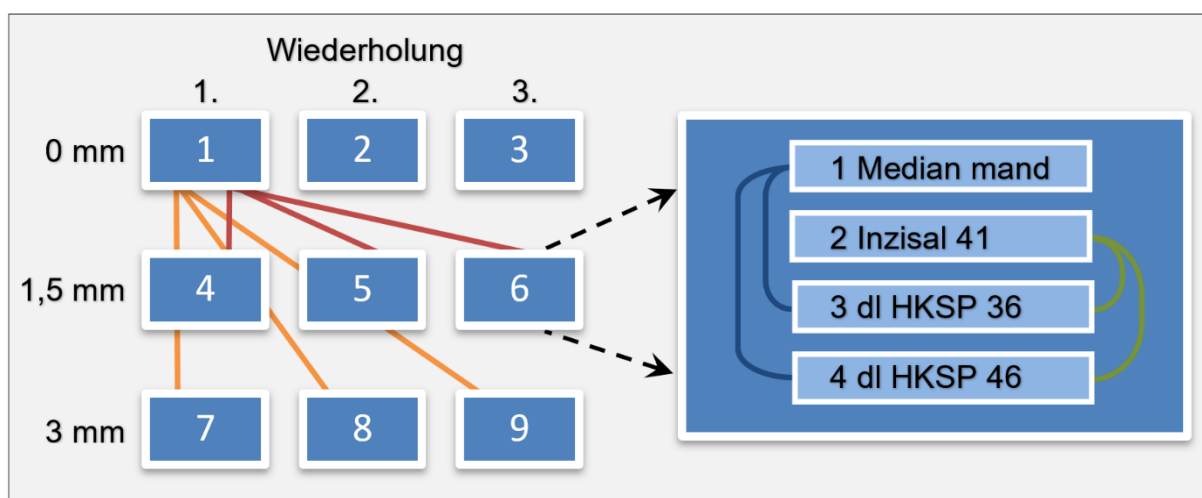 Wiederholung
1. 2. 3.
0 mm 1 2 3
1,5 mm 4 5 6
3 mm 7 8 9
1 Median mand
2 Inzisal 41
3 dl HKSP 36
4 dl HKSP 46